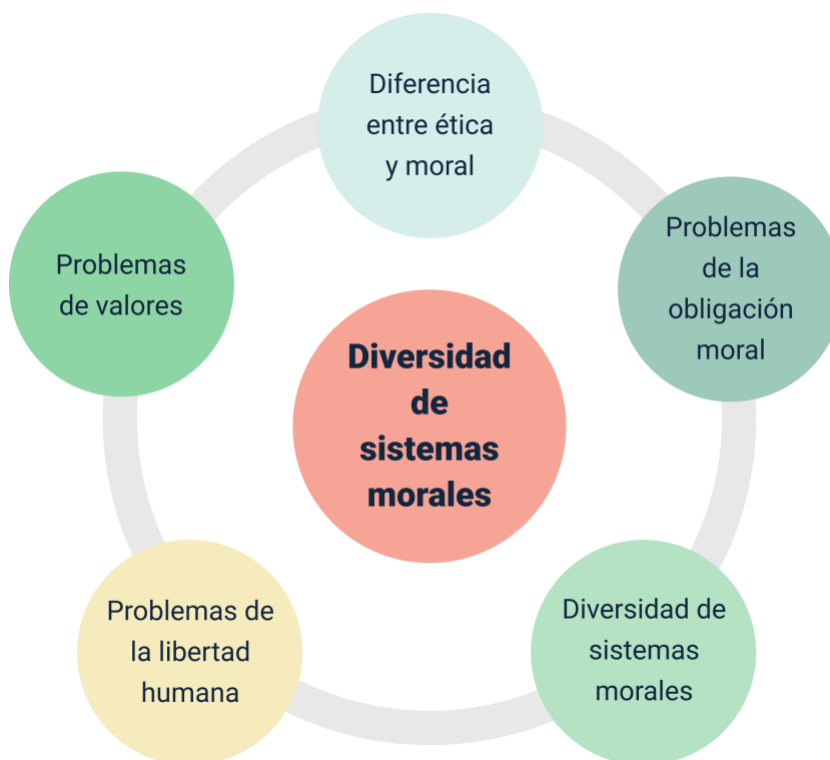 Diferencia
entre ética
y moral
Problemas
de la
obligación
moral
Diversidad de
sistemas
morales
Problemas de
la libertad
humana
Problemas
de valores
Diversidad
de
sistemas
morales